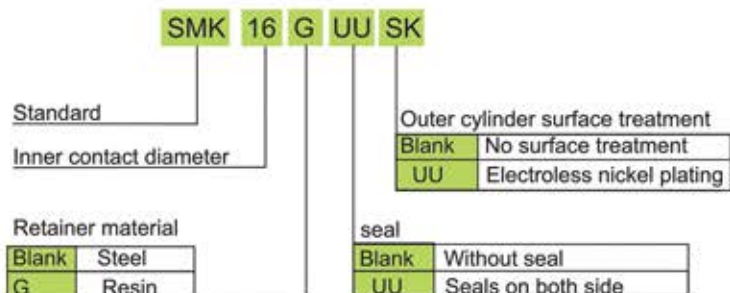 SMK 16 G UU SK
Standard
Outer cylinder surface treatment
Blank No surface treatment
Inner contact diameter
UU Electroless nickel plating
Retainer material
seal
Blank Steel
Blank Without seal
G Resin
UU Seals on both side